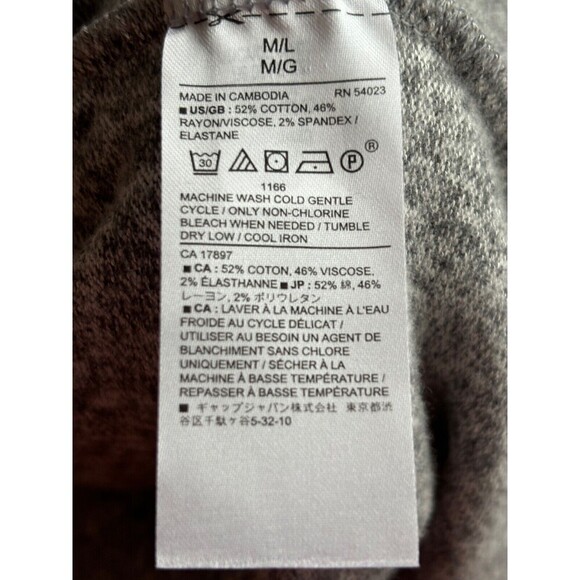 M/L
M/G
MADE IN CAMBODIA RN 54023
■ US/GB : 52% COTTON, 46%
RAYON/VISCOSE, 2% SPANDEX /
ELASTANE
30 P ®
1166
MACHINE WASH COLD GENTLE
CYCLE / ONLY NON-CHLORINE
BLEACH WHEN NEEDED / TUMBLE
DRY LOW / COOL IRON
CA 17897
■ CA : 52% COTON, 46% VISCOSE,
2% ÉLASTHANNE ■ JP : 52% 綿, 46%
レーヨン, 2% ポリウレタン
■ CA : LAVER À LA MACHINE À L'EAU
FROIDE AU CYCLE DÉLICAT /
UTILISER AU BESOIN UN AGENT DE
BLANCHIMENT SANS CHLORE
UNIQUEMENT / SÉCHER À LA
MACHINE À BASSE TEMPÉRATURE /
REPASSER À BASSE TEMPÉRATURE
■ ギャップジャパン株式会社 東京都渋
谷区千駄ヶ谷5-32-10